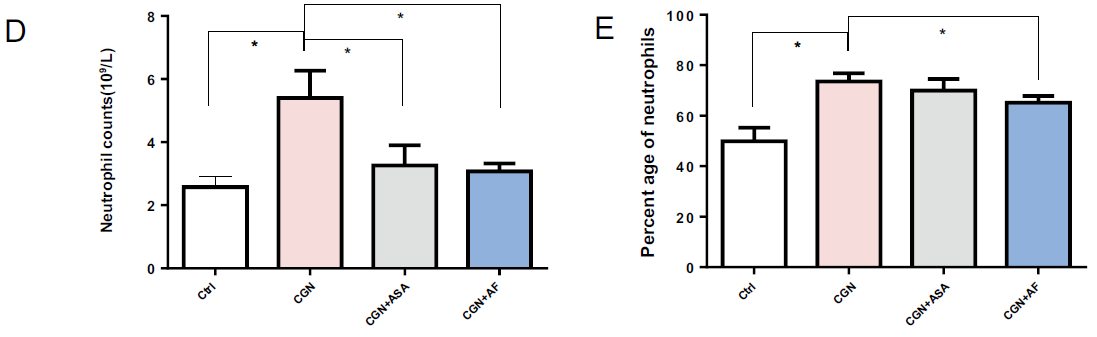 D
Neutrophil counts(10⁹/L)
8
6
4
2
0
*
*
*
Ctrl
CGN
CGN+ASA
CGN+AF
E
Percent age of neutrophils
100
80
60
40
20
0
*
*
Ctrl
CGN
CGN+ASA
CGN+AF